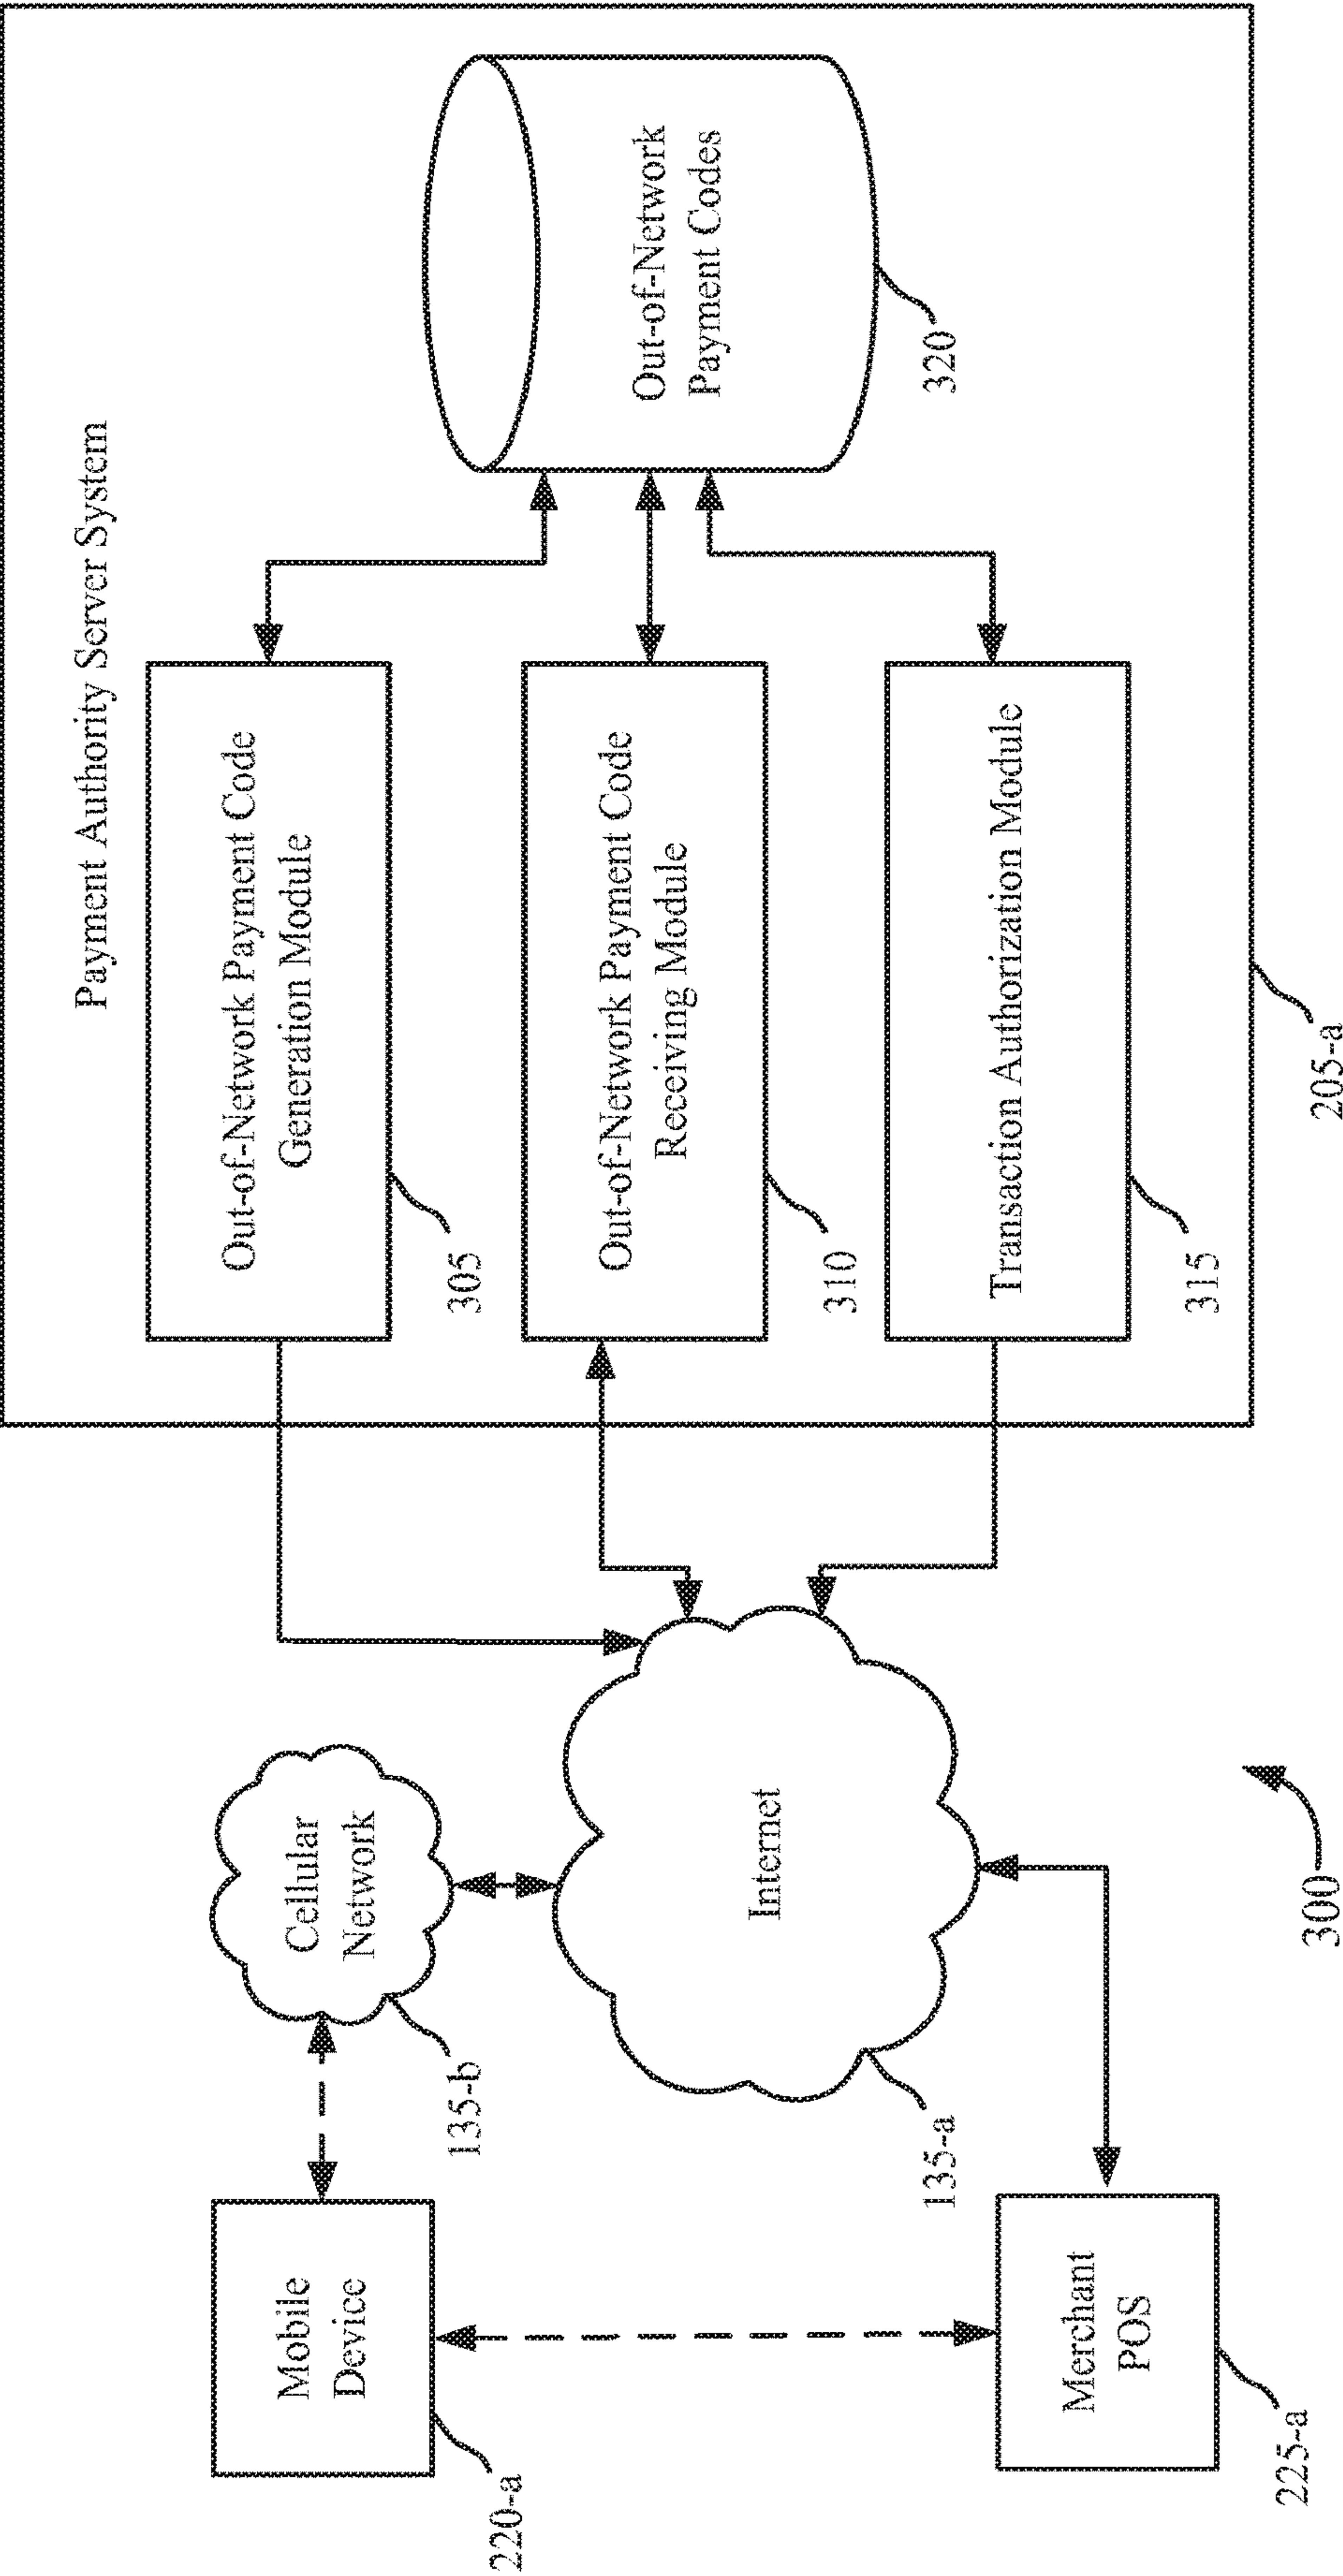 Payment Authority Server System
Mobile
Device
220-a
Cellular
Network
135-b
Out-of-Network Payment Code
Generation Module
305
Internet
135-a
Out-of-Network Payment Code
Receiving Module
310
Out-of-Network
Payment Codes
320
Merchant
POS
225-a
Transaction Authorization Module
315
205-a
300